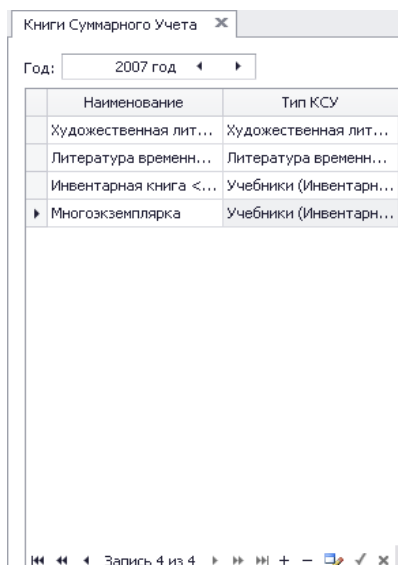 Книги Суммарного Учета
Год: 2007 год
Наименование Тип КСУ
Художественная лит... Художественная лит...
Литература временн... Литература временн...
Инвентарная книга <... Учебники (Инвентарн...
Многоэкземплярка Учебники (Инвентарн...
Запись 4 из 4